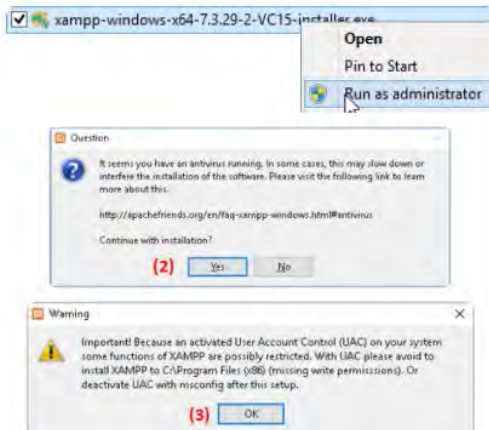 xampp-windows-x64-7.3.29-2-VC15-installer.exe
Open
Pin to Start
Run as administrator
Question
It seems you have an antivirus running. In some cases, this may slow down or
interfere the installation of the software. Please visit the following link to learn
more about this.
http://apachefriends.org/en/faq-xampp-windows.html#antivirus
Continue with installation?
(2) Yes No
Warning
Important! Because an activated User Account Control (UAC) on your system
some functions of XAMPP are possibly restricted. With UAC please avoid to
install XAMPP to C:\Program Files (x86) (missing write permisssions). Or
deactivate UAC with msconfig after this setup.
(3) OK